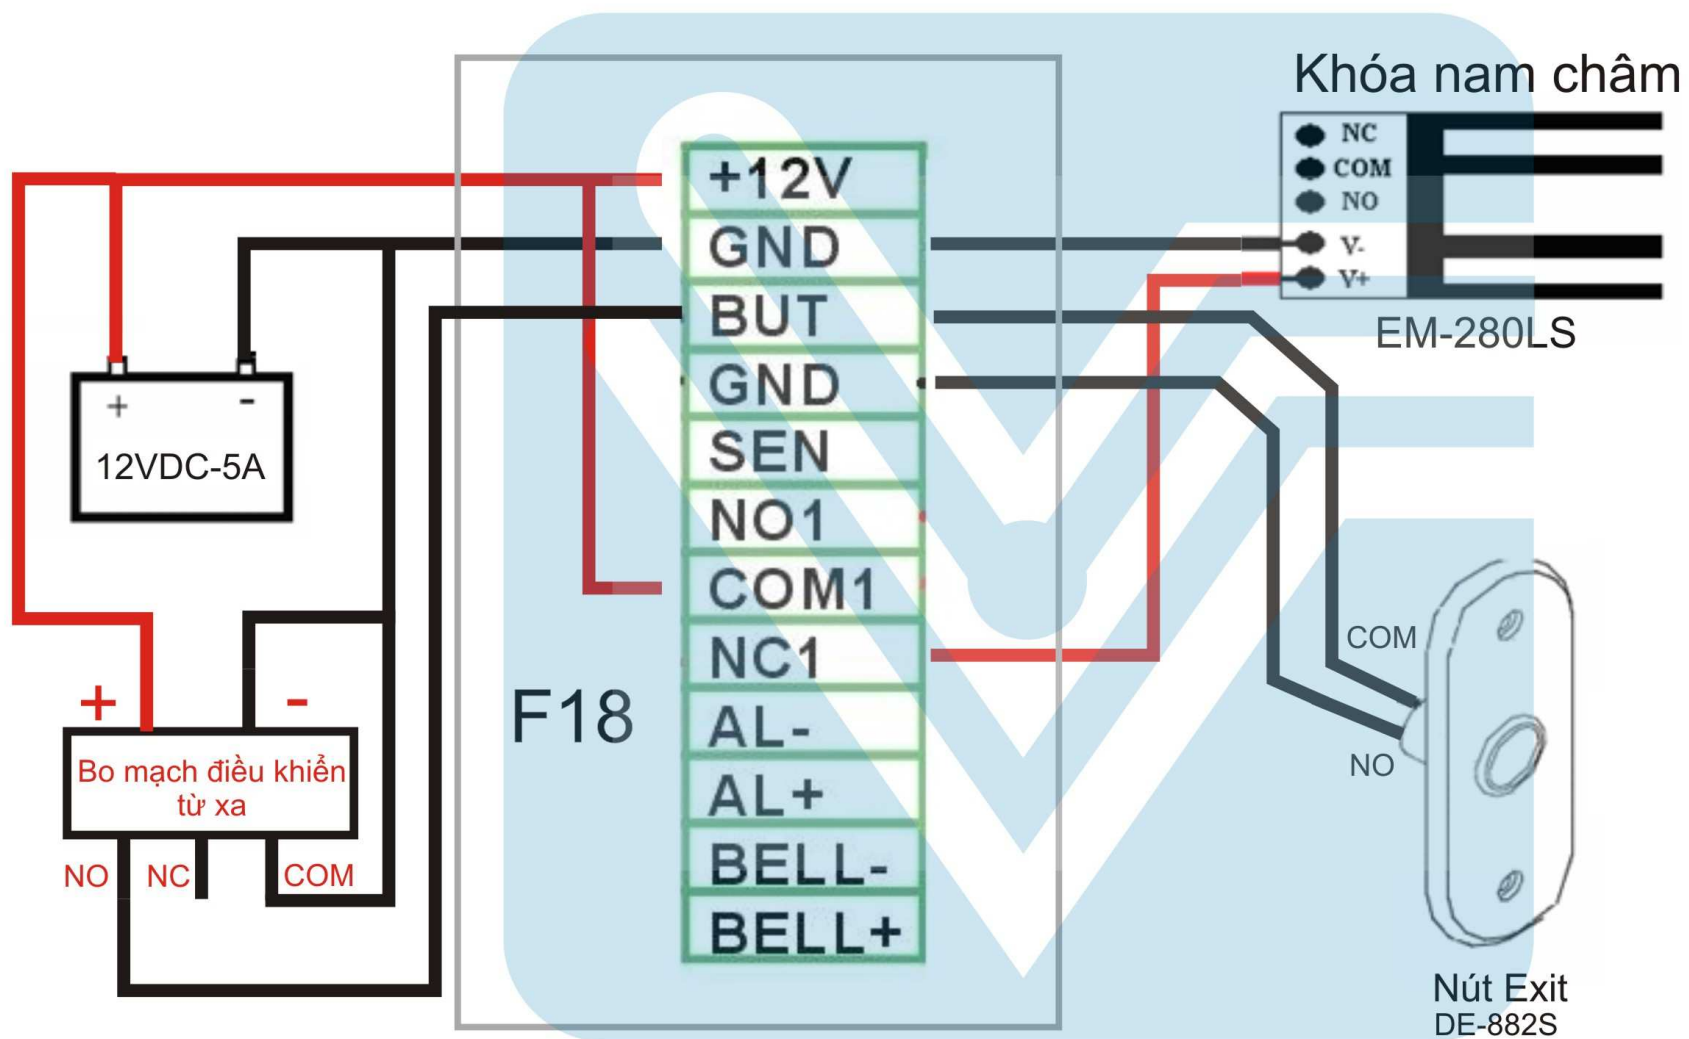 Khóa nam châm
NC
COM
NO
V-
V+
EM-280LS
+12V
GND
BUT
GND
SEN
NO1
COM1
NC1
AL-
AL+
BELL-
BELL+
F18
+ -
12VDC-5A
+ -
Bo mạch điều khiển
từ xa
NO NC COM
COM
NO
Nút Exit
DE-882S